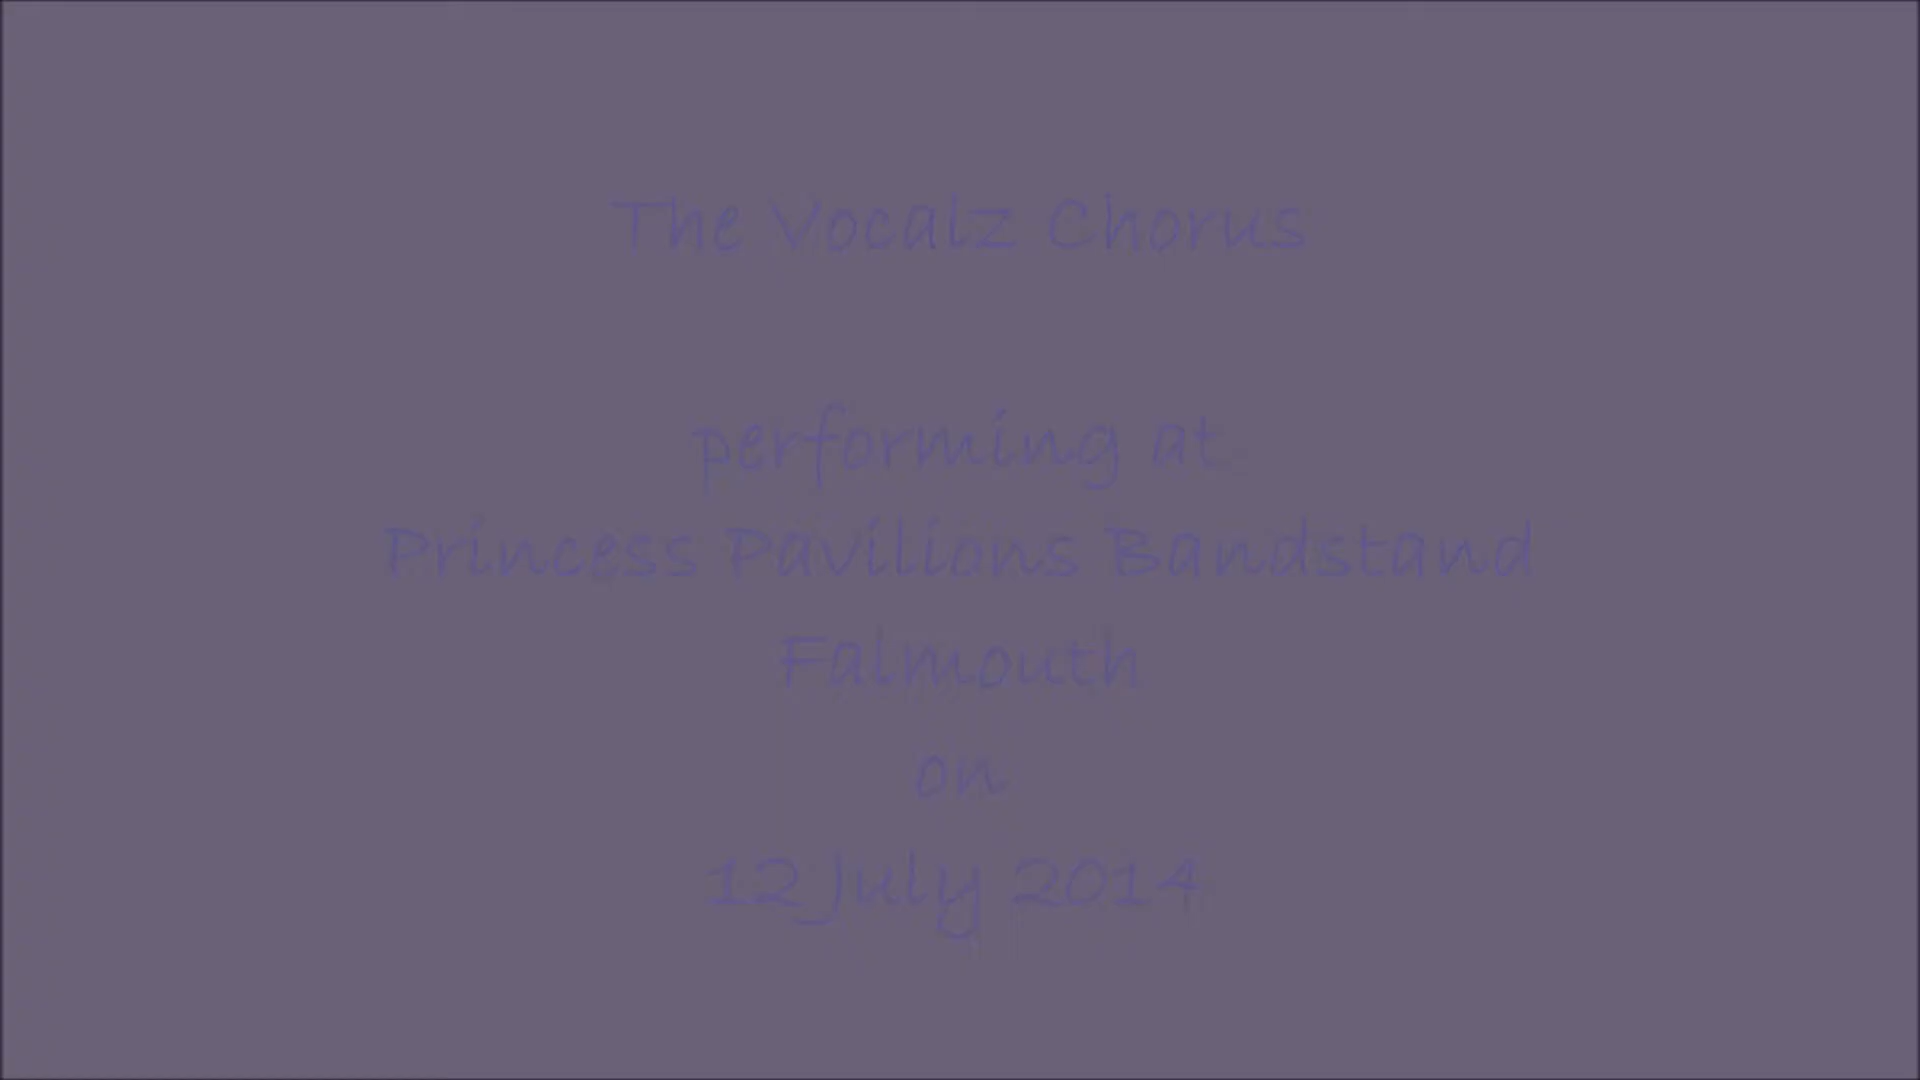 The Vocalz Chorus
performing at
Princess Pavilions Bandstand
Falmouth
on
12 July 2014